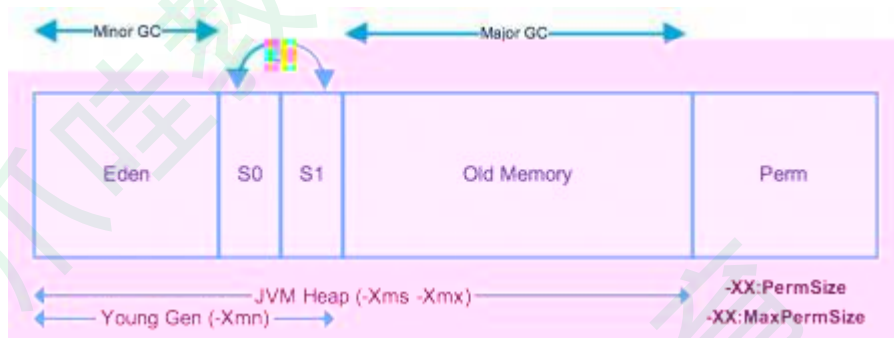 Minor GC
Major GC
Eden
S0
S1
Old Memory
Perm
JVM Heap (-Xms -Xmx)
-XX:PermSize
Young Gen (-Xmn)
-XX:MaxPermSize